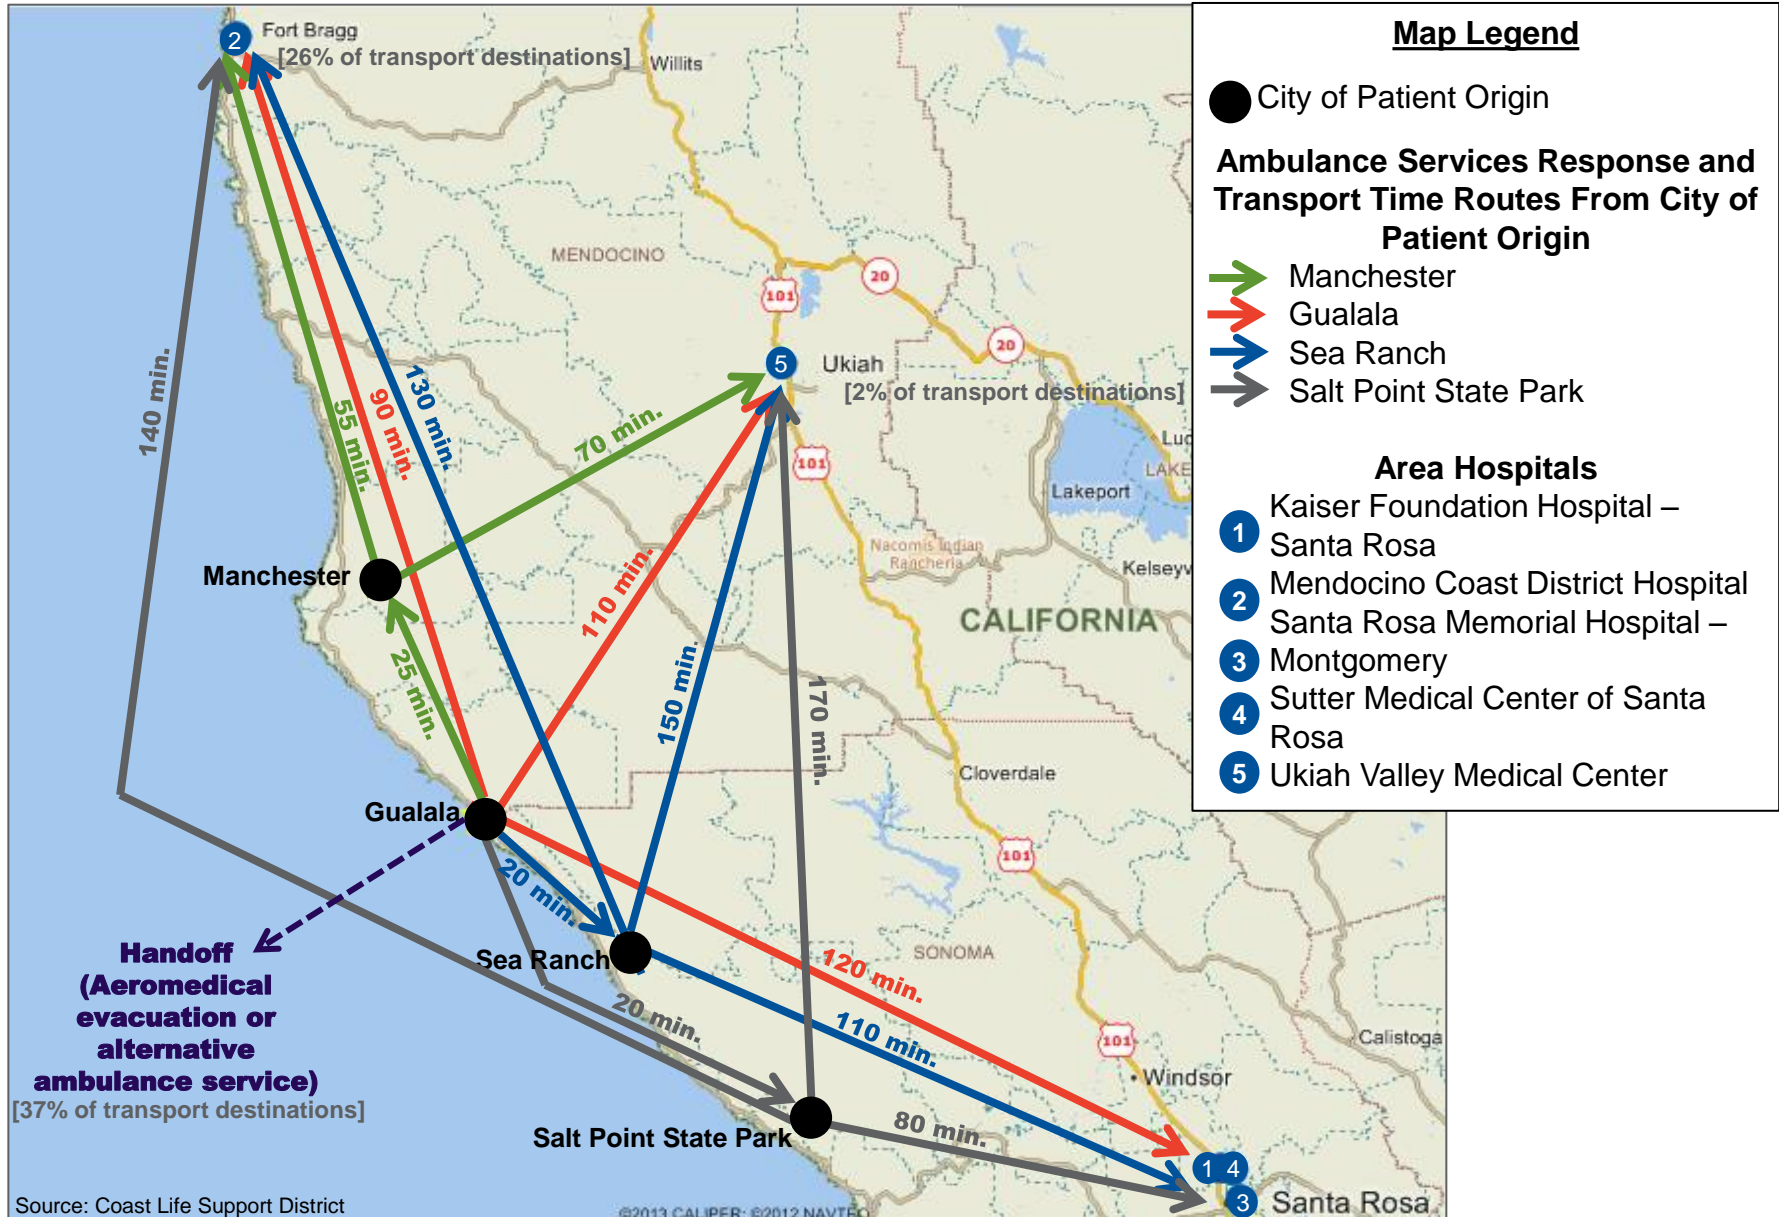 Fort Bragg
2
[26% of transport destinations]
Willits
MENDOCINO
20
101
20
5
Ukiah
[2% of transport destinations]
140 min.
55 min.
90 min.
130 min.
70 min.
101
LAKE
Lakeport
Nacomis Indian
Rancheria
Manchester
110 min.
CALIFORNIA
25 min.
150 min.
170 min.
Cloverdale
Gualala
101
20 min.
Handoff
(Aeromedical
evacuation or
alternative
ambulance service)
[37% of transport destinations]
Sea Ranch
SONOMA
120 min.
20 min.
110 min.
101
Calistoga
Windsor
Salt Point State Park
80 min.
1
4
3
Santa Rosa
Source: Coast Life Support District
©2013 CALIPER; ©2012 NAVTEQ
Map Legend
City of Patient Origin
Ambulance Services Response and
Transport Time Routes From City of
Patient Origin
Manchester
Gualala
Sea Ranch
Salt Point State Park
Area Hospitals
1 Kaiser Foundation Hospital –
Santa Rosa
2 Mendocino Coast District Hospital
Santa Rosa Memorial Hospital –
3 Montgomery
4 Sutter Medical Center of Santa
Rosa
5 Ukiah Valley Medical Center